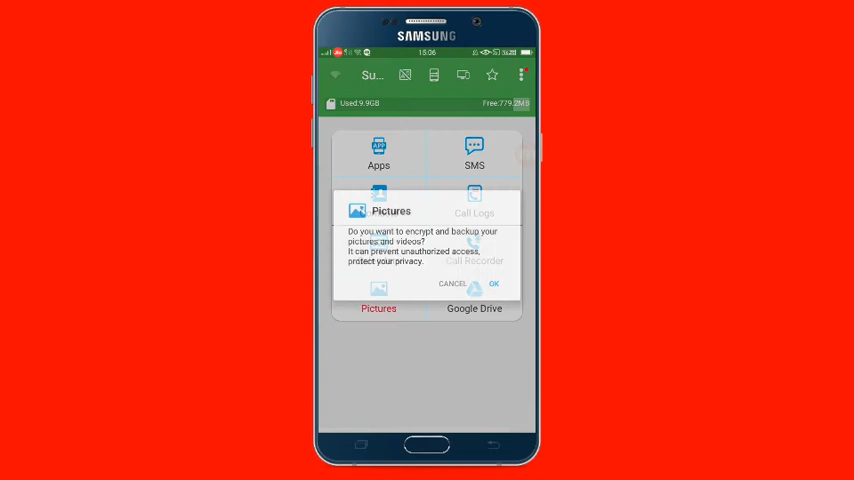 SAMSUNG
15:06
Su...
Used:9.9GB Free:779.2MB
APP
Apps SMS
Call Logs
Pictures
Do you want to encrypt and backup your
pictures and videos?
It can prevent unauthorized access,
protect your privacy.
Call Recorder
CANCEL OK
Pictures Google Drive